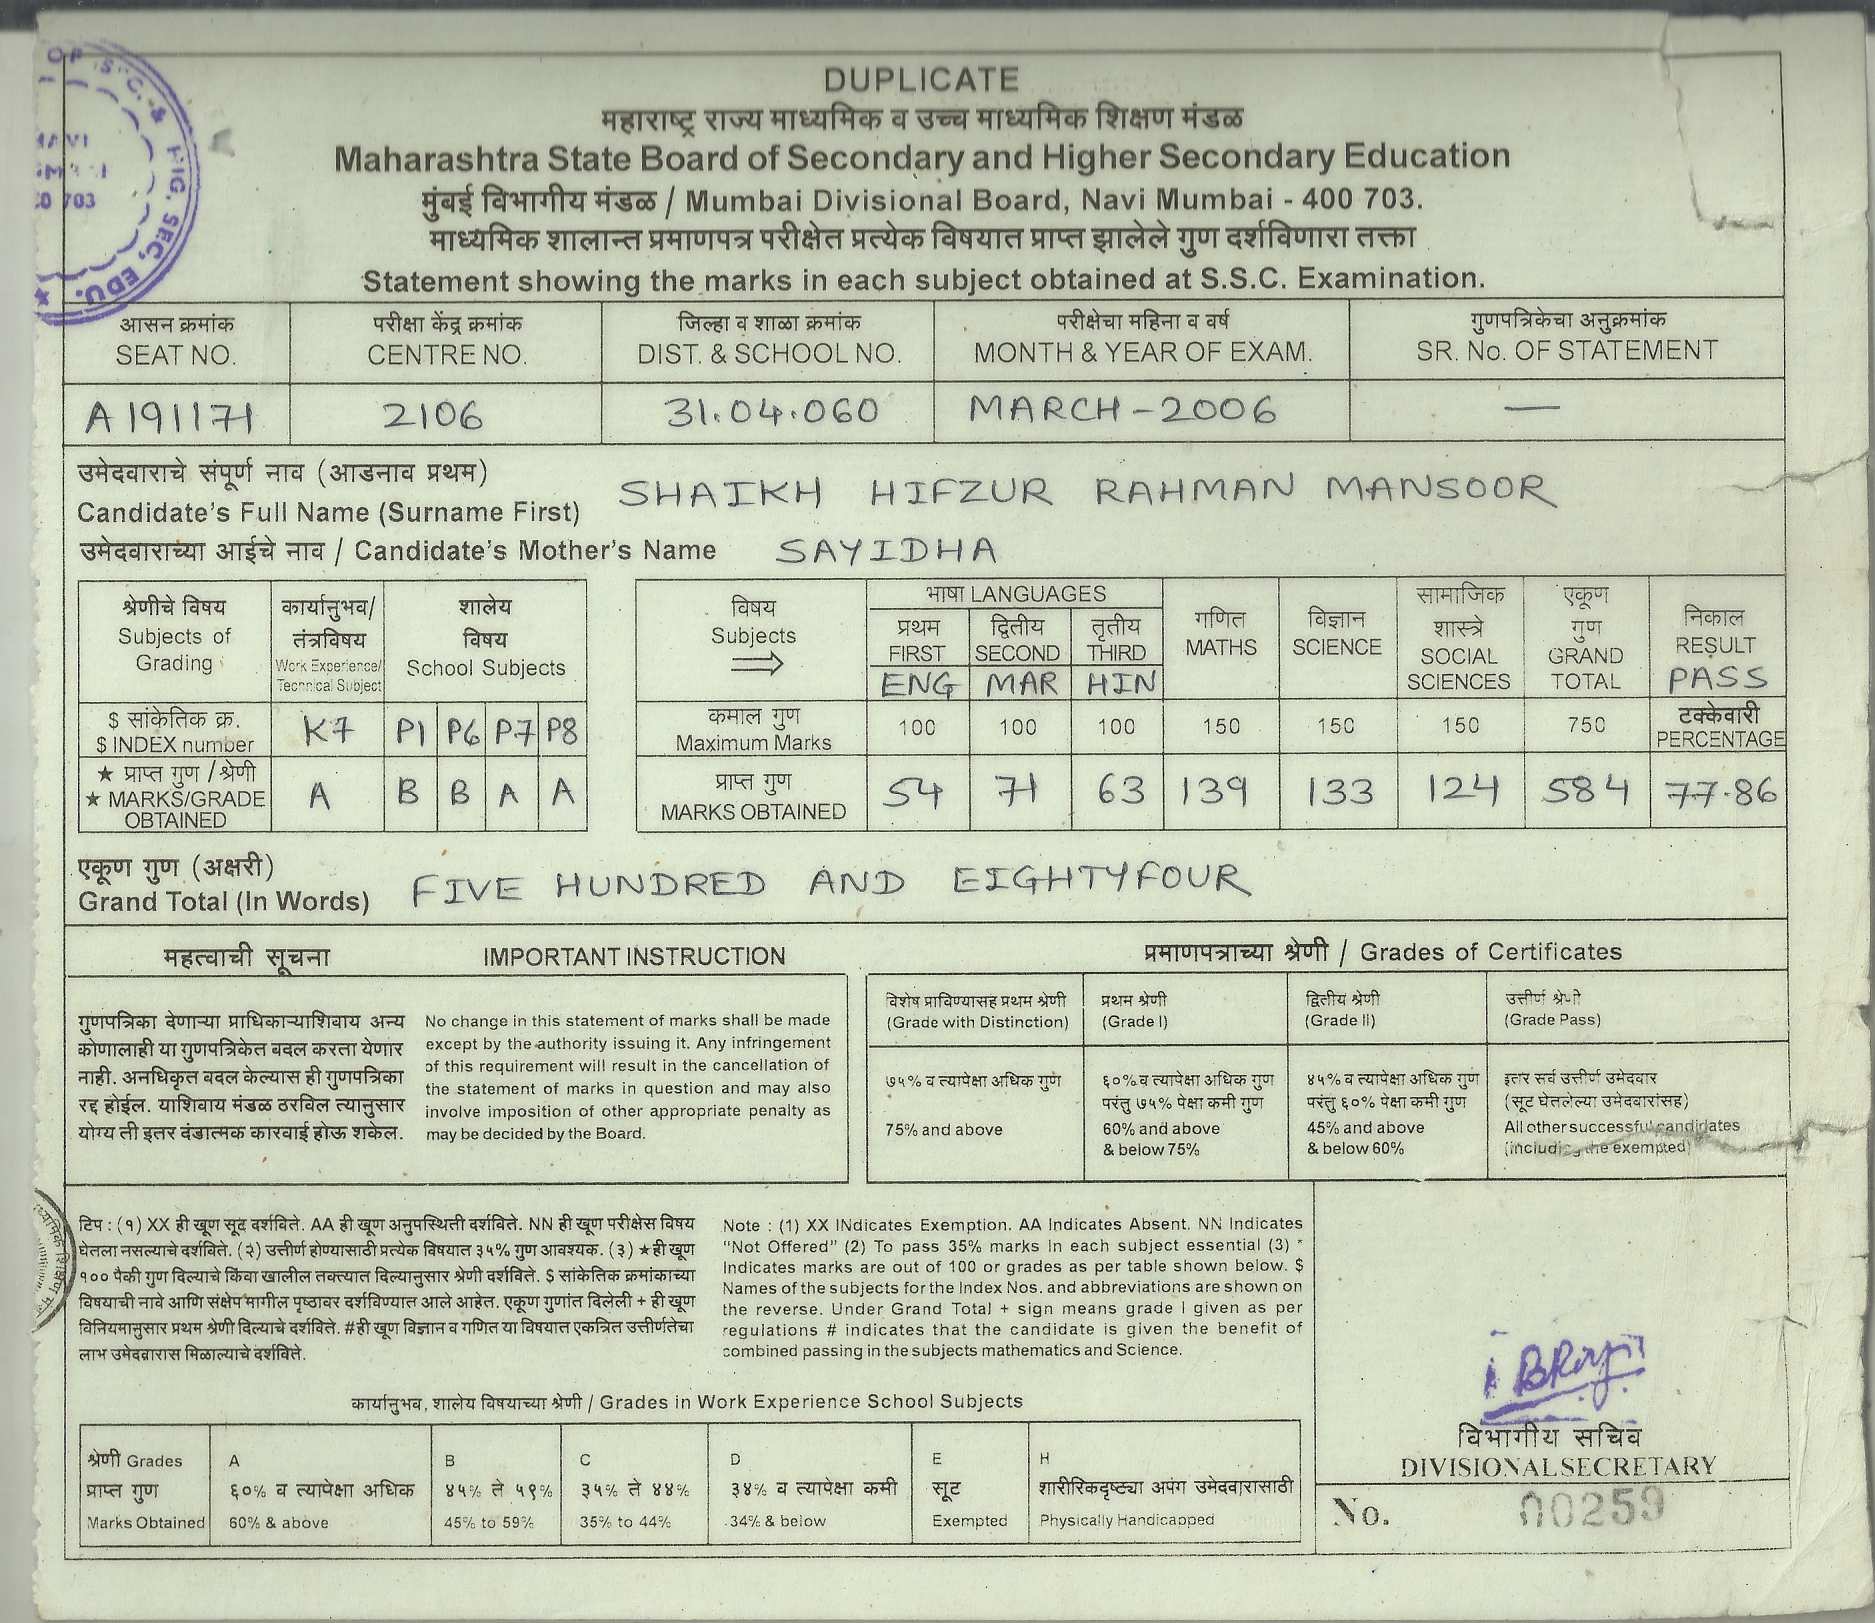 DUPLICATE
महाराष्ट्र राज्य माध्यमिक व उच्च माध्यमिक शिक्षण मंडळ
Maharashtra State Board of Secondary and Higher Secondary Education
मुंबई विभागीय मंडळ / Mumbai Divisional Board, Navi Mumbai - 400 703.
माध्यमिक शालान्त प्रमाणपत्र परीक्षेत प्रत्येक विषयात प्राप्त झालेले गुण दर्शविणारा तक्ता
Statement showing the marks in each subject obtained at S.S.C. Examination.
OF S.C. & HIG. SEC. EDU. ★
703
आसन क्रमांक परीक्षा केंद्र क्रमांक जिल्हा व शाळा क्रमांक परीक्षेचा महिना व वर्ष गुणपत्रिकेचा अनुक्रमांक
SEAT NO. CENTRE NO. DIST. & SCHOOL NO. MONTH & YEAR OF EXAM. SR. No. OF STATEMENT
A191171 2106 31.04.060 MARCH-2006 —
उमेदवाराचे संपूर्ण नाव (आडनाव प्रथम)
Candidate's Full Name (Surname First) SHAIKH HIFZUR RAHMAN MANSOOR
उमेदवाराच्या आईचे नाव / Candidate's Mother's Name SAYIDHA
श्रेणीचे विषय
Subjects of
Grading
कार्यानुभव/
तंत्रविषय
Work Experience/
Technical Subject
शालेय
विषय
School Subjects
$ सांकेतिक क्र.
$ INDEX number
K7 P1 P6 P7 P8
★ प्राप्त गुण / श्रेणी
★ MARKS/GRADE
OBTAINED
A B B A A
विषय
Subjects
भाषा LANGUAGES
प्रथम द्वितीय तृतीय
FIRST SECOND THIRD
ENG MAR HIN
गणित
MATHS
विज्ञान
SCIENCE
सामाजिक
शास्त्रे
SOCIAL
SCIENCES
एकूण
गुण
GRAND
TOTAL
निकाल
RESULT
PASS
कमाल गुण
Maximum Marks
100 100 100 150 150 150 750
टक्केवारी
PERCENTAGE
प्राप्त गुण
MARKS OBTAINED
54 71 63 139 133 124 584 77.86
एकूण गुण (अक्षरी)
Grand Total (In Words) FIVE HUNDRED AND EIGHTYFOUR
महत्वाची सूचना IMPORTANT INSTRUCTION
गुणपत्रिका देणाऱ्या प्राधिकाऱ्याशिवाय अन्य
कोणालाही या गुणपत्रिकेत बदल करता येणार
नाही. अनधिकृत बदल केल्यास ही गुणपत्रिका
रद्द होईल. याशिवाय मंडळ ठरविल त्यानुसार
योग्य ती इतर दंडात्मक कारवाई होऊ शकेल.
No change in this statement of marks shall be made
except by the authority issuing it. Any infringement
of this requirement will result in the cancellation of
the statement of marks in question and may also
involve imposition of other appropriate penalty as
may be decided by the Board.
प्रमाणपत्राच्या श्रेणी / Grades of Certificates
विशेष प्राविण्यासह प्रथम श्रेणी
(Grade with Distinction)
प्रथम श्रेणी
(Grade I)
द्वितीय श्रेणी
(Grade II)
उत्तीर्ण श्रेणी
(Grade Pass)
७५% व त्यापेक्षा अधिक गुण
75% and above
६०% व त्यापेक्षा अधिक गुण
परंतु ७५% पेक्षा कमी गुण
60% and above
& below 75%
४५% व त्यापेक्षा अधिक गुण
परंतु ६०% पेक्षा कमी गुण
45% and above
& below 60%
इतर सर्व उत्तीर्ण उमेदवार
(सूट घेतलेल्या उमेदवारांसह)
All other successful candidates
(including the exempted)
टिप : (१) XX ही खूण सूट दर्शविते. AA ही खूण अनुपस्थिती दर्शविते. NN ही खूण परीक्षेस विषय
घेतला नसल्याचे दर्शविते. (२) उत्तीर्ण होण्यासाठी प्रत्येक विषयात ३५% गुण आवश्यक. (३) ★ ही खूण
१०० पैकी गुण दिल्याचे किंवा खालील तक्त्यात दिल्यानुसार श्रेणी दर्शविते. $ सांकेतिक क्रमांकाच्या
विषयाची नावे आणि संक्षेप मागील पृष्ठावर दर्शविण्यात आले आहेत. एकूण गुणांत दिलेली + ही खूण
विनियमानुसार प्रथम श्रेणी दिल्याचे दर्शविते. # ही खूण विज्ञान व गणित या विषयात एकत्रित उत्तीर्णतेचा
लाभ उमेदवारास मिळाल्याचे दर्शविते.
Note : (1) XX INdicates Exemption. AA Indicates Absent. NN Indicates
"Not Offered" (2) To pass 35% marks In each subject essential (3) *
Indicates marks are out of 100 or grades as per table shown below. $
Names of the subjects for the Index Nos. and abbreviations are shown on
the reverse. Under Grand Total + sign means grade I given as per
regulations # indicates that the candidate is given the benefit of
combined passing in the subjects mathematics and Science.
कार्यानुभव, शालेय विषयाच्या श्रेणी / Grades in Work Experience School Subjects
श्रेणी Grades A B C D E H
प्राप्त गुण ६०% व त्यापेक्षा अधिक ४५% ते ५९% ३५% ते ४४% ३४% व त्यापेक्षा कमी सूट शारीरिकदृष्ट्या अपंग उमेदवारासाठी
Marks Obtained 60% & above 45% to 59% 35% to 44% 34% & below Exempted Physically Handicapped
विभागीय सचिव
DIVISIONAL SECRETARY
No. 00259